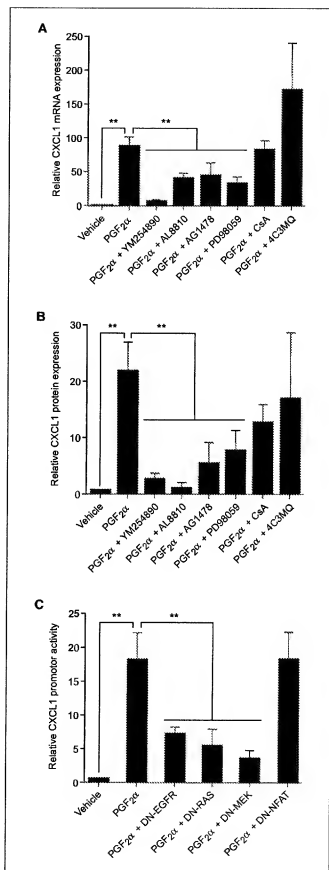 A
Relative CXCL1 mRNA expression
250
200
150
100
50
0
**
**
Vehicle
PGF2α
PGF2α + YM254890
PGF2α + AL8810
PGF2α + AG1478
PGF2α + PD98059
PGF2α + CsA
PGF2α + 4C3MQ
B
Relative CXCL1 protein expression
30
20
10
0
**
**
Vehicle
PGF2α
PGF2α + YM254890
PGF2α + AL8810
PGF2α + AG1478
PGF2α + PD98059
PGF2α + CsA
PGF2α + 4C3MQ
C
Relative CXCL1 promotor activity
25
20
15
10
5
0
**
**
Vehicle
PGF2α
PGF2α + DN-EGFR
PGF2α + DN-RAS
PGF2α + DN-MEK
PGF2α + DN-NFAT